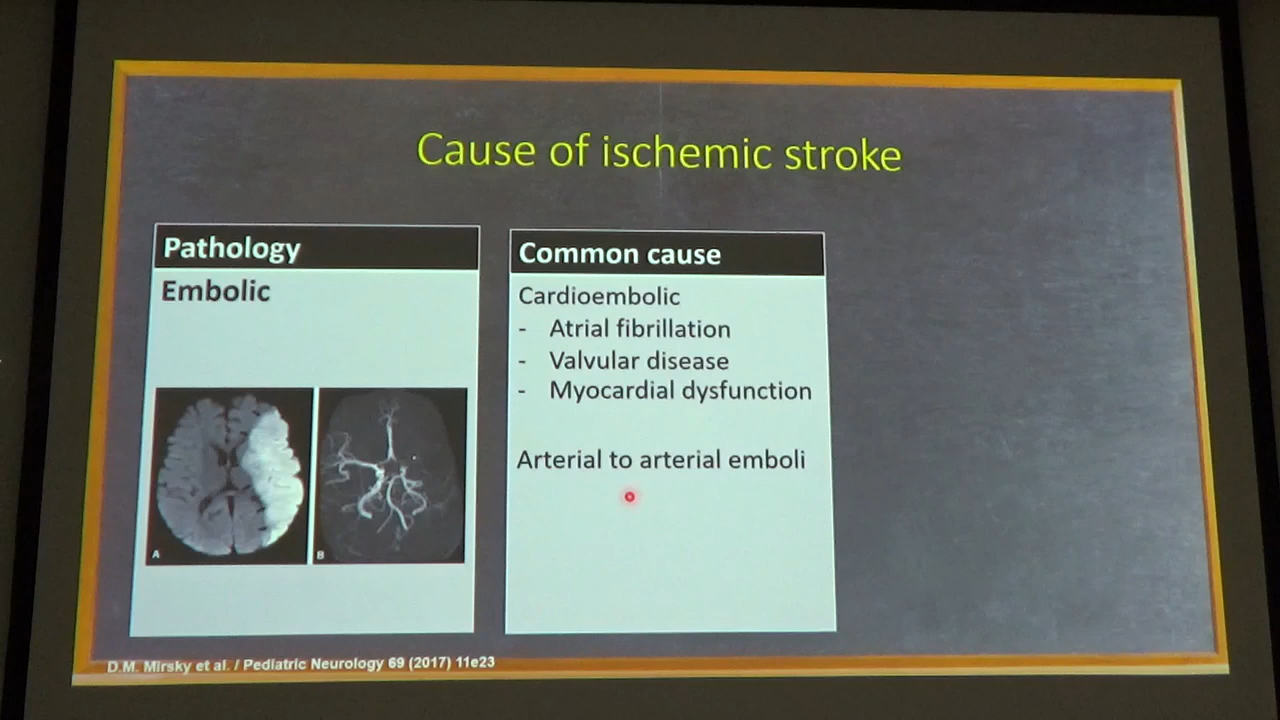 Cause of ischemic stroke
Pathology
Embolic
A
B
Common cause
Cardioembolic
- Atrial fibrillation
- Valvular disease
- Myocardial dysfunction
Arterial to arterial emboli
D.M. Mirsky et al. / Pediatric Neurology 69 (2017) 11e23